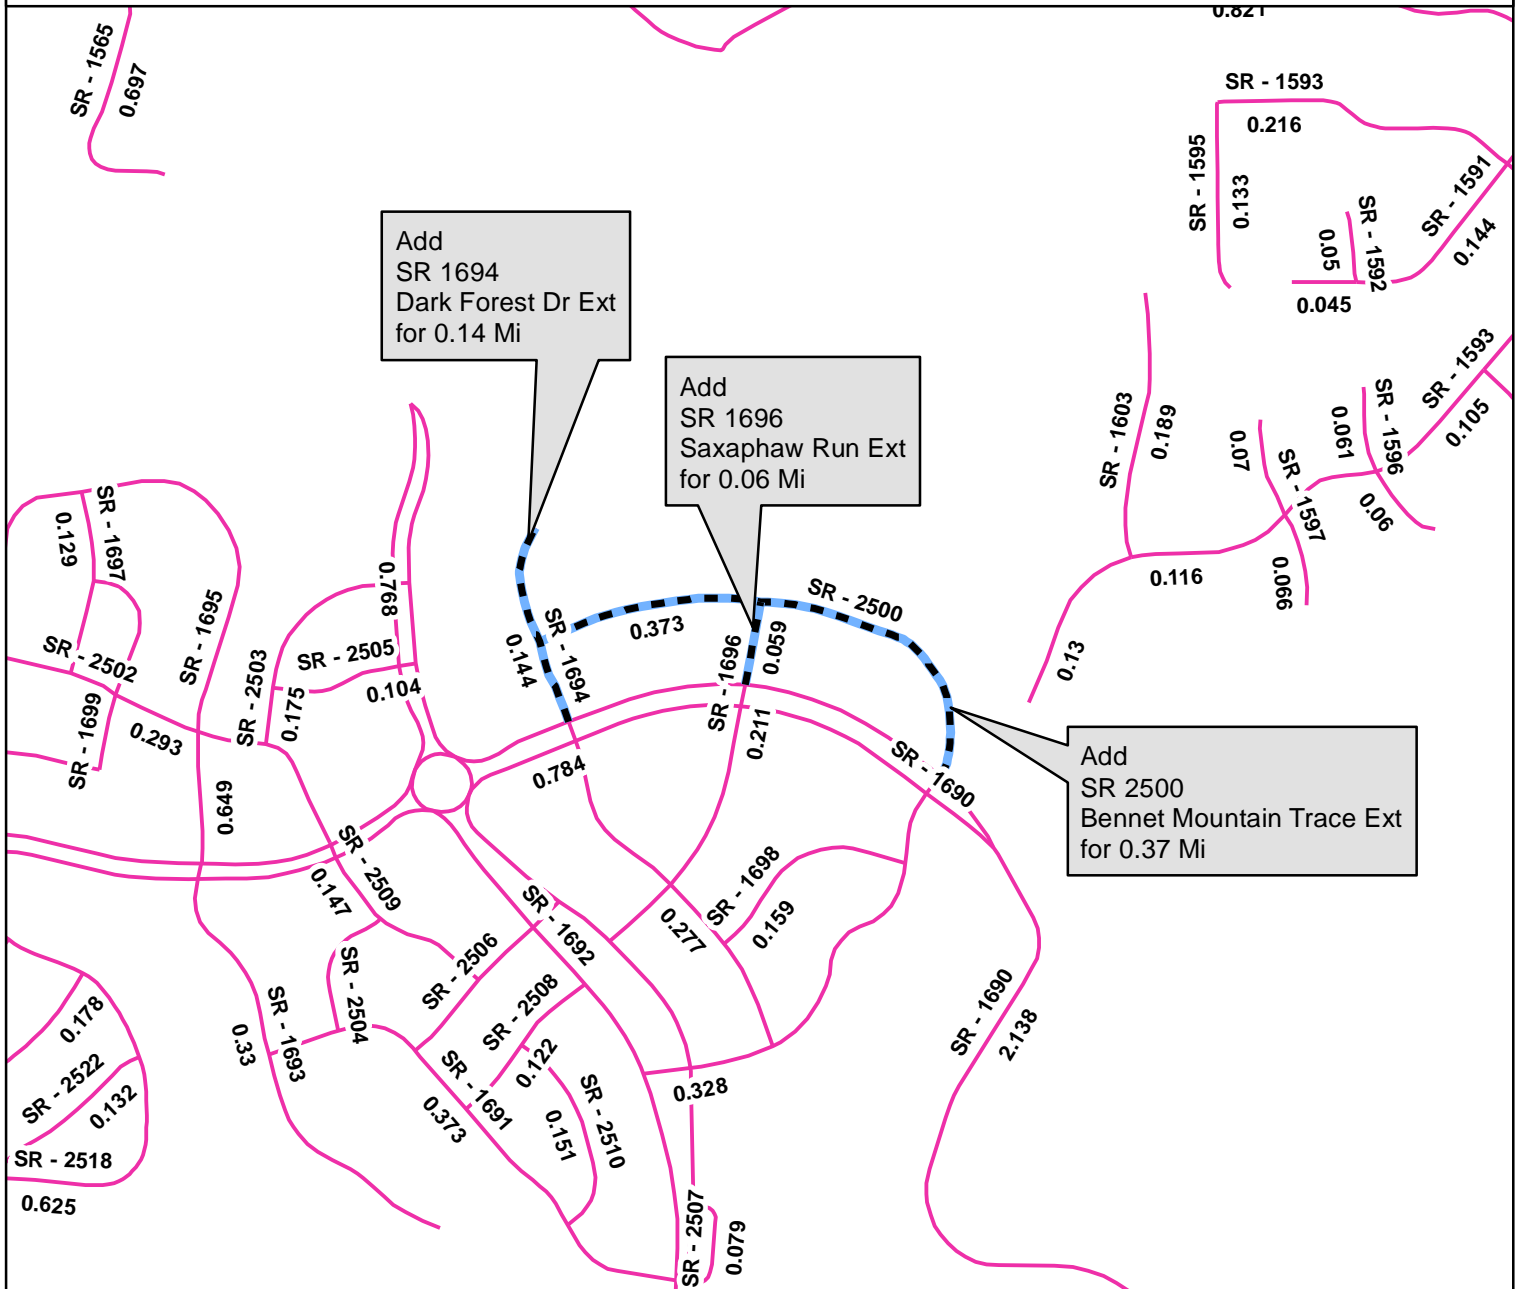 0.821
SR - 1565
0.697
SR - 1593
0.216
SR - 1595
0.133
SR - 1591
0.144
SR - 1592
0.05
0.045
Add
SR 1694
Dark Forest Dr Ext
for 0.14 Mi
Add
SR 1696
Saxaphaw Run Ext
for 0.06 Mi
SR - 1593
0.105
SR - 1603
0.189
SR - 1596
0.061
0.06
0.07
SR - 1597
0.066
0.116
0.13
SR - 1697
0.129
SR - 1695
SR - 2502
SR - 1699
0.293
SR - 2503
0.175
SR - 2505
0.104
0.768
SR - 1694
0.144
0.373
SR - 2500
SR - 1696
0.059
0.211
0.784
SR - 1690
Add
SR 2500
Bennet Mountain Trace Ext
for 0.37 Mi
0.649
SR - 2509
0.147
SR - 1692
SR - 1698
0.159
0.277
SR - 2506
SR - 2508
SR - 2504
SR - 1693
0.33
0.178
SR - 2522
0.132
SR - 2518
0.625
SR - 1691
0.373
0.122
SR - 2510
0.151
0.328
SR - 1690
2.138
SR - 2507
0.079